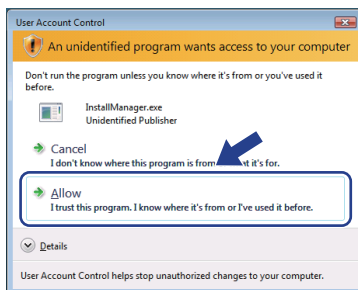 User Account Control
An unidentified program wants access to your computer
Don't run the program unless you know where it's from or you've used it
before.
InstallManager.exe
Unidentified Publisher
Cancel
I don't know where this program is from it's for.
Allow
I trust this program. I know where it's from or I've used it before.
Details
User Account Control helps stop unauthorized changes to your computer.